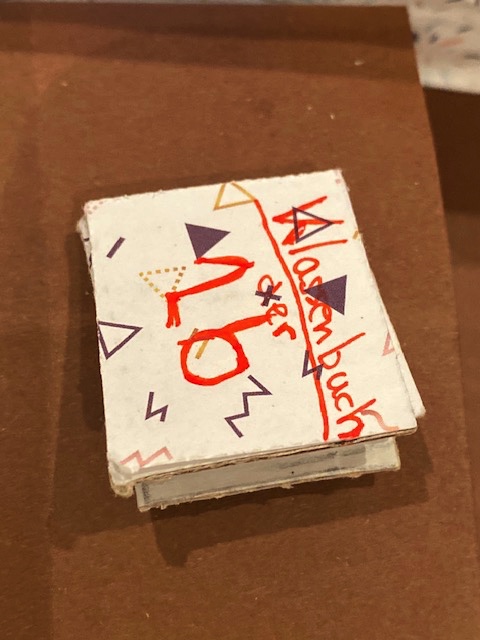 Klassenbuch
der
1b